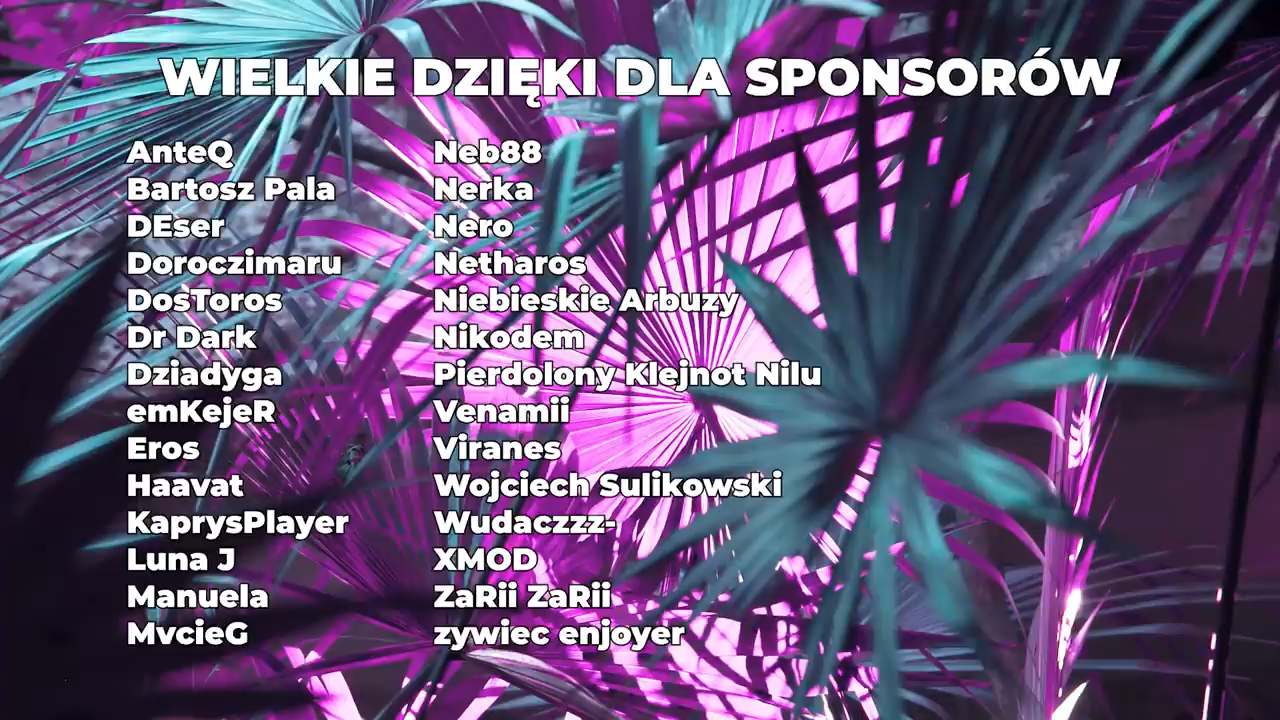 WIELKIE DZIĘKI DLA SPONSORÓW
AnteQ
Bartosz Pala
DEser
Doroczimaru
DosToros
Dr Dark
Dziadyga
emKejeR
Eros
Haavat
KaprysPlayer
Luna J
Manuela
MvcieG
Neb88
Nerka
Nero
Netharos
Niebieskie Arbuzy
Nikodem
Pierdolony Klejnot Nilu
Venamii
Viranes
Wojciech Sulikowski
Wudaczzz-
XMOD
ZaRii ZaRii
zywiec enjoyer